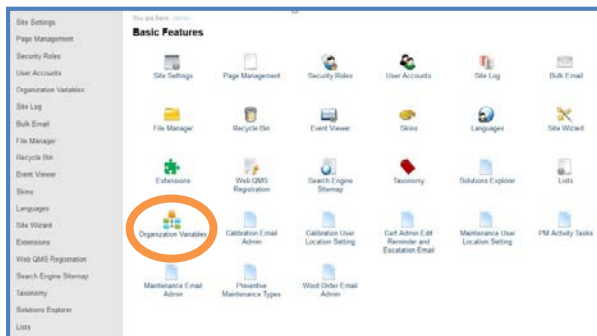 Site Settings
Page Management
Security Roles
User Accounts
Organization Variables
Site Log
Bulk Email
File Manager
Recycle Bin
Event Viewer
Skins
Languages
Site Wizard
Extensions
Web QMS Registration
Search Engine Sitemap
Taxonomy
Solutions Explorer
Lists
You are here: Admin
Basic Features
Site Settings Page Management Security Roles User Accounts Site Log Bulk Email
File Manager Recycle Bin Event Viewer Skins Languages Site Wizard
Extensions Web QMS Registration Search Engine Sitemap Taxonomy Solutions Explorer Lists
Organization Variables Calibration Email Admin Calibration User Location Setting Cert Admin Edit Reminder and Escalation Email Maintenance User Location Setting PM Activity Tasks
Maintenance Email Admin Preventive Maintenance Types Word Order Email Admin